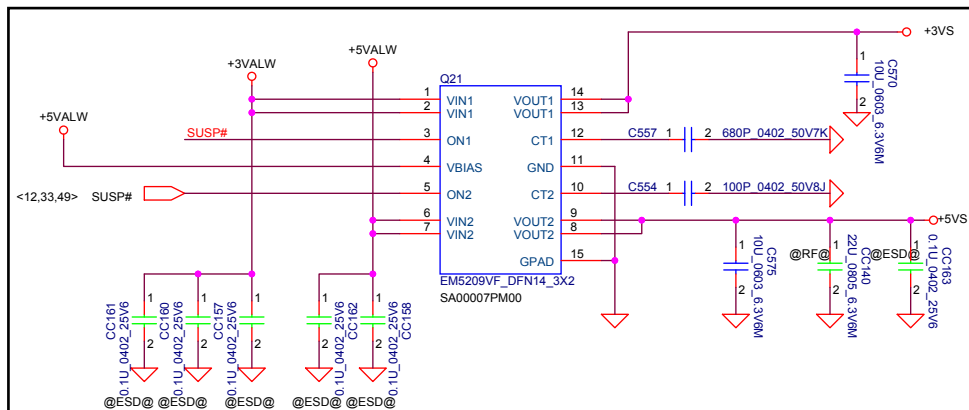 +3VS
+5VALW
+3VALW
Q21
1 VIN1 VOUT1 14
2 VIN1 VOUT1 13
+5VALW
SUSP# 3 ON1 CT1 12 C557 1 2 680P_0402_50V7K
4 VBIAS GND 11
<12,33,49> SUSP# 5 ON2 CT2 10 C554 1 2 100P_0402_50V8J
6 VIN2 VOUT2 9
7 VIN2 VOUT2 8
+5VS
GPAD 15
EM5209VF_DFN14_3X2
SA00007PM00
1 2 C570
10U_0603_6.3V6M
1 2 C575
10U_0603_6.3V6M
@RF@
1 2 CC140
22U_0805_6.3V6M
@ESD@
1 2 CC163
0.1U_0402_25V6
1 2 CC161
0.1U_0402_25V6
@ESD@
1 2 CC160
0.1U_0402_25V6
@ESD@
1 2 CC157
0.1U_0402_25V6
@ESD@
1 2 CC162
0.1U_0402_25V6
@ESD@
1 2 CC158
0.1U_0402_25V6
@ESD@